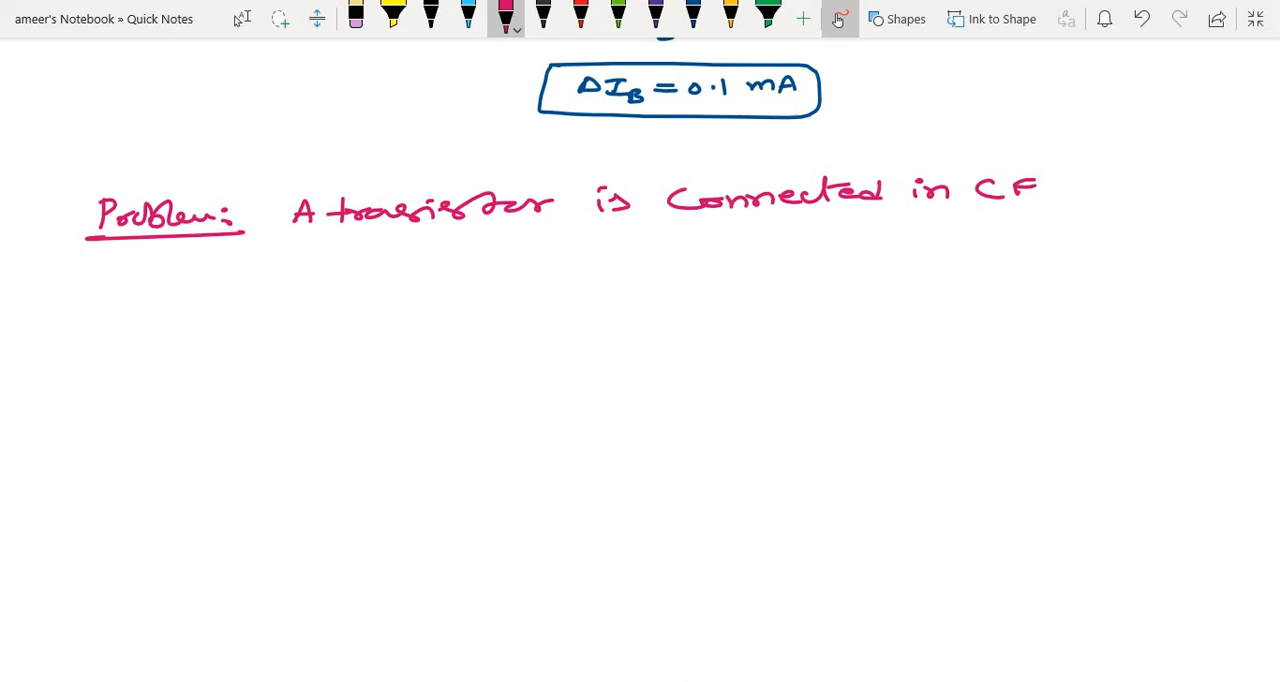 ameer's Notebook » Quick Notes
Shapes
Ink to Shape
ΔI_B = 0.1 mA
Problem: A transistor is Connected in CE